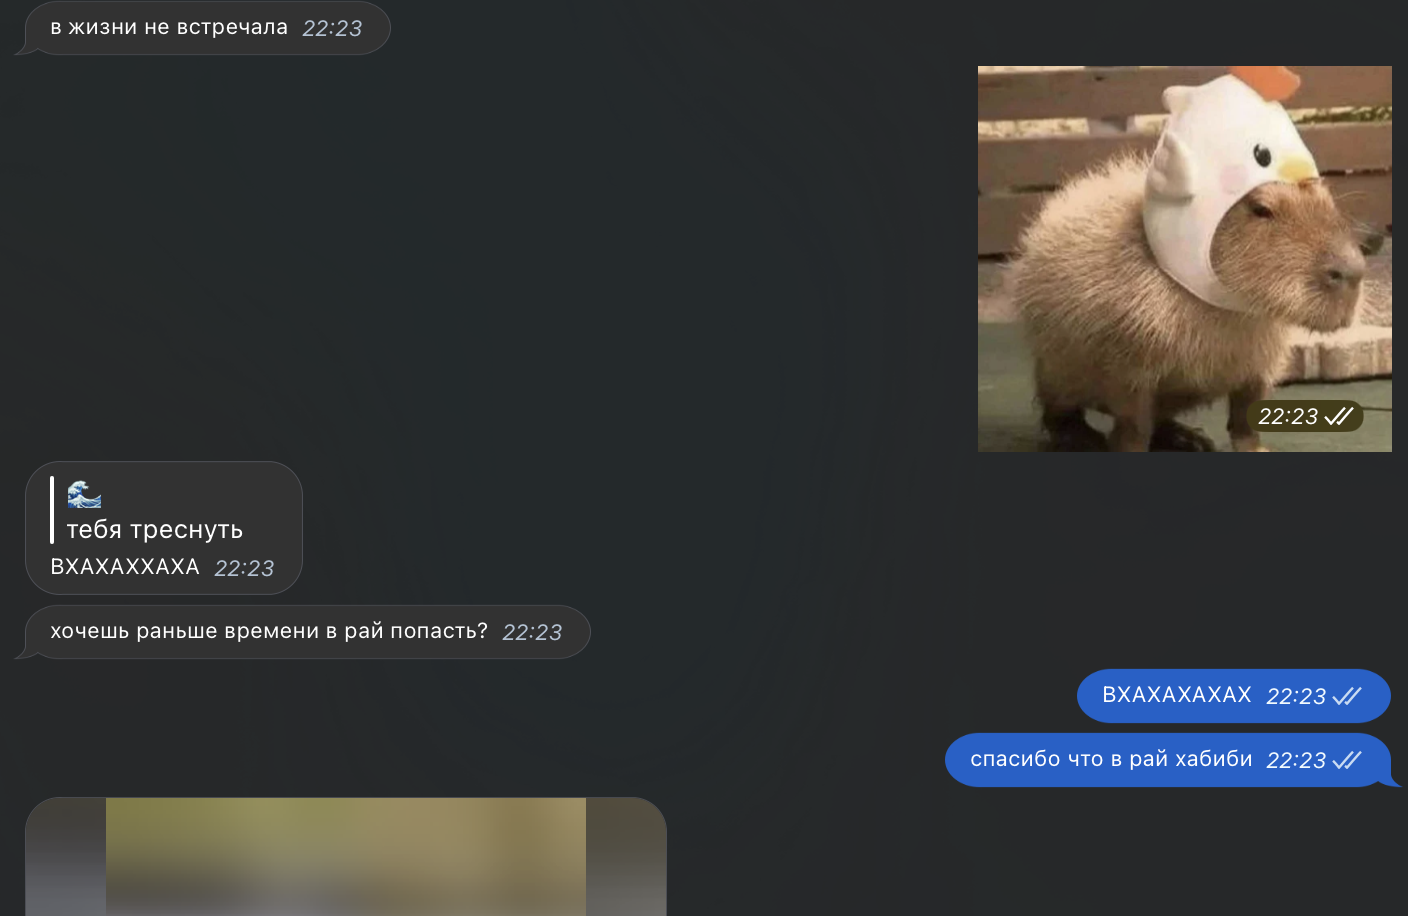 в жизни не встречала 22:23
22:23
🌊
тебя треснуть
ВХАХАХХАХА 22:23
хочешь раньше времени в рай попасть? 22:23
ВХАХАХАХАХ 22:23
спасибо что в рай хабиби 22:23